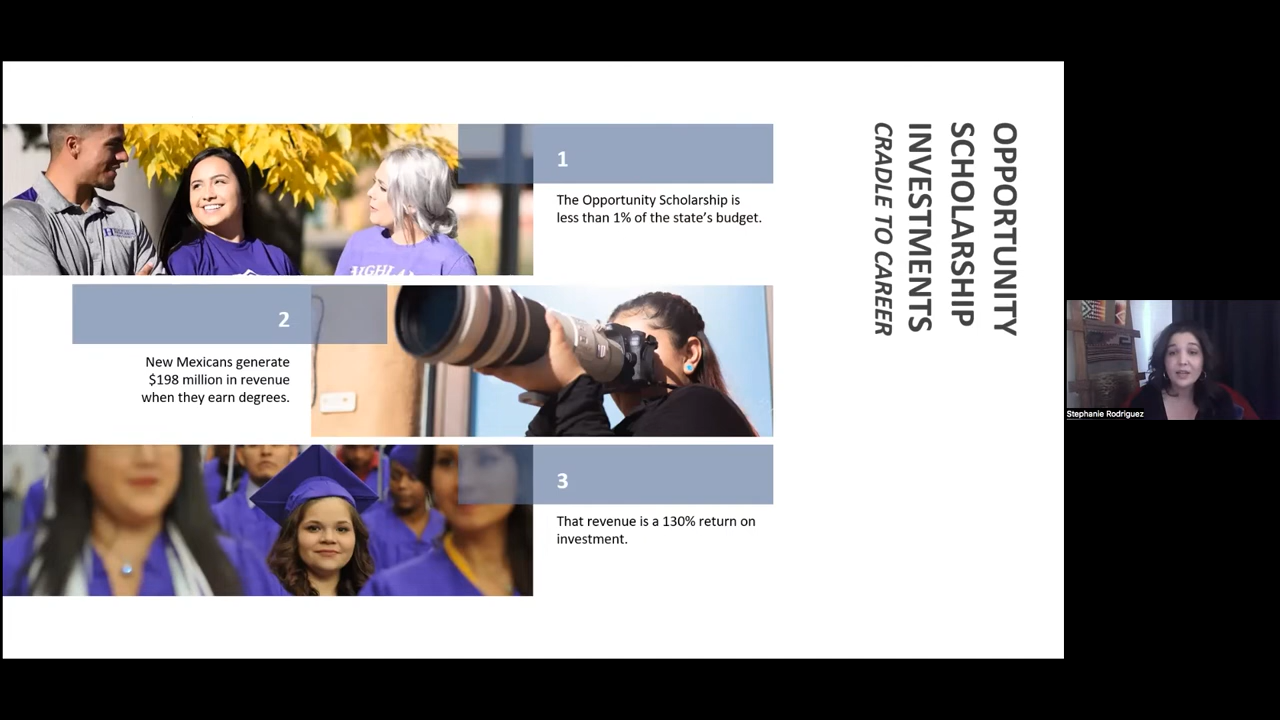 OPPORTUNITY
SCHOLARSHIP
INVESTMENTS
CRADLE TO CAREER
1
The Opportunity Scholarship is
less than 1% of the state’s budget.
2
New Mexicans generate
$198 million in revenue
when they earn degrees.
3
That revenue is a 130% return on
investment.
Stephanie Rodriguez